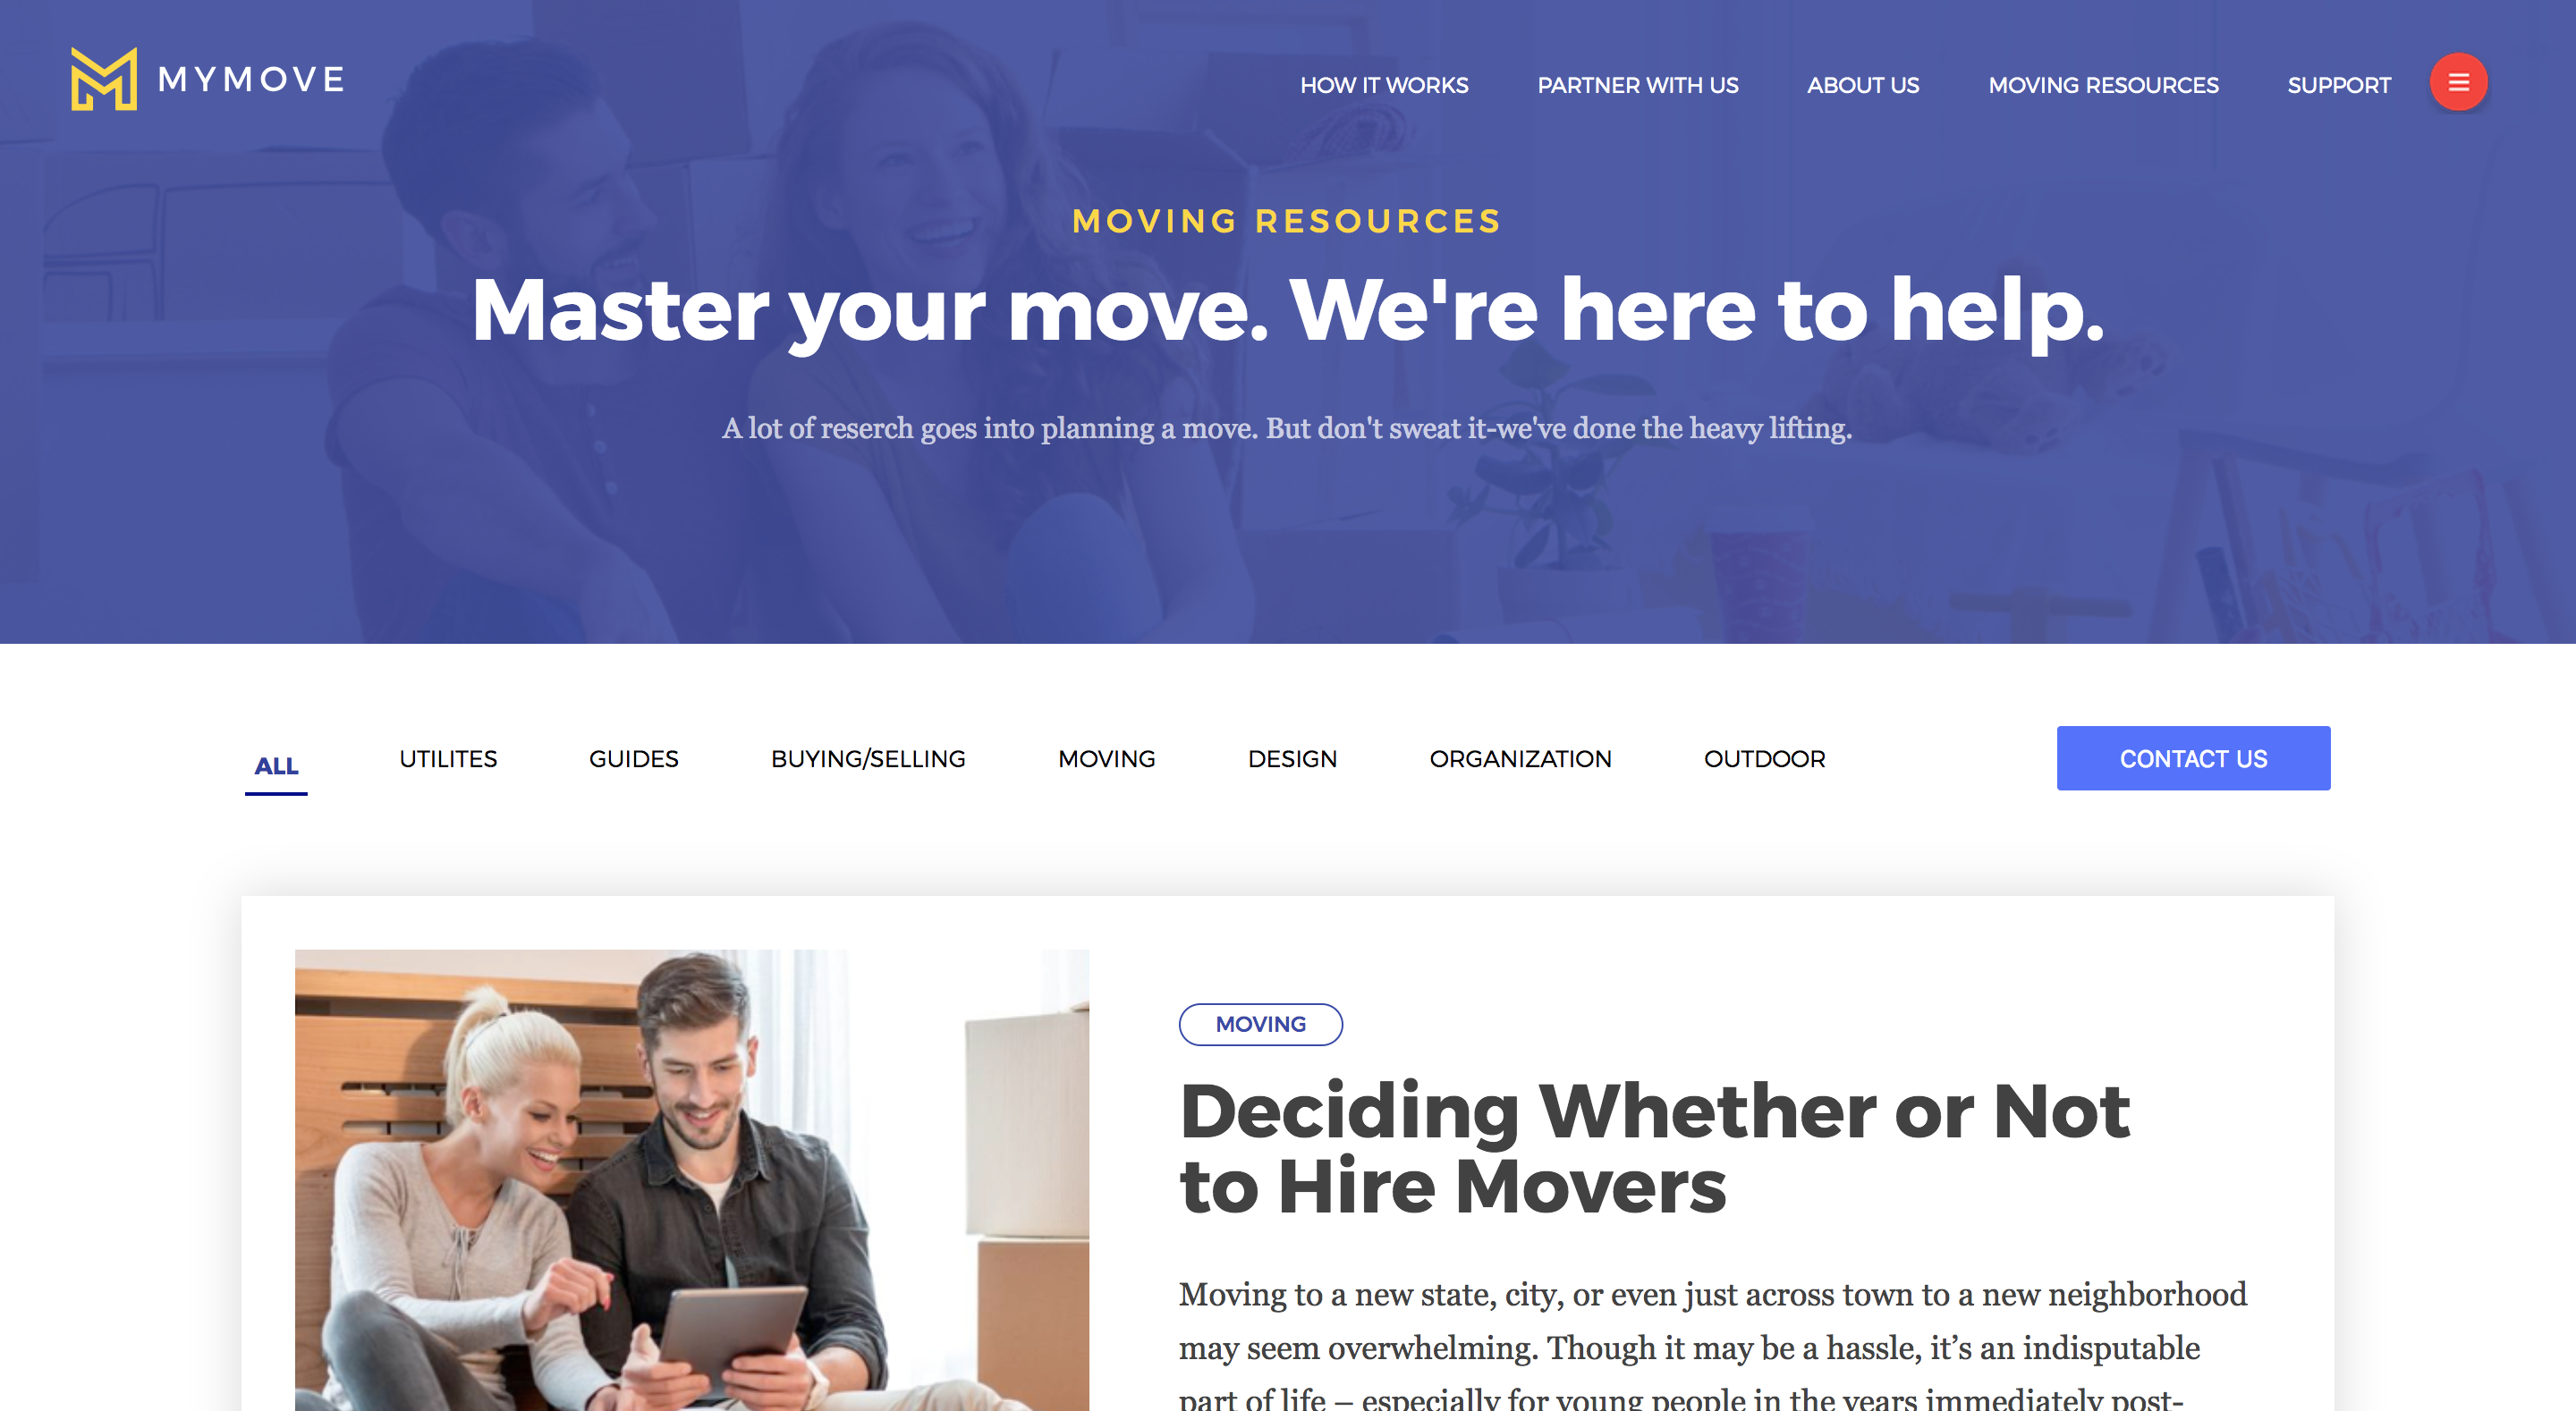 MYMOVE
HOW IT WORKS
PARTNER WITH US
ABOUT US
MOVING RESOURCES
SUPPORT
MOVING RESOURCES
Master your move. We're here to help.
A lot of reserch goes into planning a move. But don't sweat it-we've done the heavy lifting.
ALL
UTILITES
GUIDES
BUYING/SELLING
MOVING
DESIGN
ORGANIZATION
OUTDOOR
CONTACT US
MOVING
Deciding Whether or Not
to Hire Movers
Moving to a new state, city, or even just across town to a new neighborhood
may seem overwhelming. Though it may be a hassle, it’s an indisputable
part of life – especially for young people in the years immediately post-